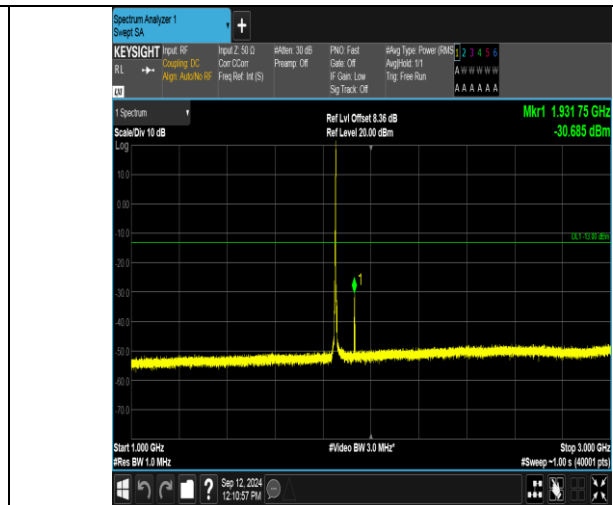 Spectrum Analyzer 1
Swept SA
+
KEYSIGHT Input: RF Input Z: 50 Ω #Atten: 30 dB PNO: Fast #Avg Type: Power (RMS 1 2 3 4 5 6
RL Coupling: DC Corr CCorr Preamp: Off Gate: Off Avg|Hold: 1/1 A W W W W W
Align: Auto/No RF Freq Ref: Int (S) IF Gain: Low Trig: Free Run
Sig Track: Off A A A A A A
LXI
1 Spectrum Ref Lvl Offset 8.36 dB Mkr1 1.931 75 GHz
Scale/Div 10 dB Ref Level 20.00 dBm -30.685 dBm
Log
10.0
0.00
-10.0
DL1 -13.00 dBm
-20.0
1
-30.0
-40.0
-50.0
-60.0
-70.0
Start 1.000 GHz #Video BW 3.0 MHz* Stop 3.000 GHz
#Res BW 1.0 MHz #Sweep ~1.00 s (40001 pts)
? Sep 12, 2024
12:10:57 PM